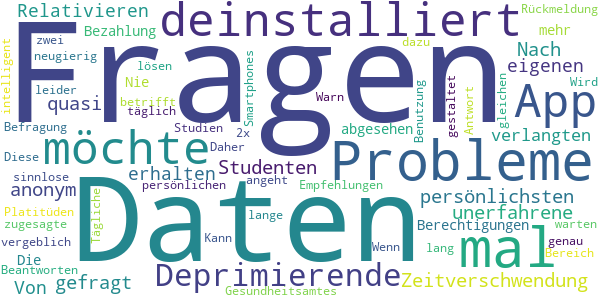 Relativieren
deinstalliert
Rückmeldung
zwei
Bezahlung
dazu
mehr
intelligent
neugierig
Fragen
Nach
leider
lösen
Smartphones
App
eigenen
quasi
Nie
betrifft
Warn
Benutzung
gestaltet
Antwort
gleichen
Wird
täglich
Befragung
möchte
Studien
2x
abgesehen
verlangten
Diese
Daher
Probleme
sinnlose
erhalten
Studenten
anonym
persönlichen
angeht
Empfehlungen
persönlichsten
Platitüden
Tägliche
Daten
lange
unerfahrene
zugesagte
Berechtigungen
warten
vergeblich
Kann
Wenn
lang
mal
genau
Die
Bereich
Beantworten
Deprimierende
Von
gefragt
Zeitverschwendung
Gesundheitsamtes